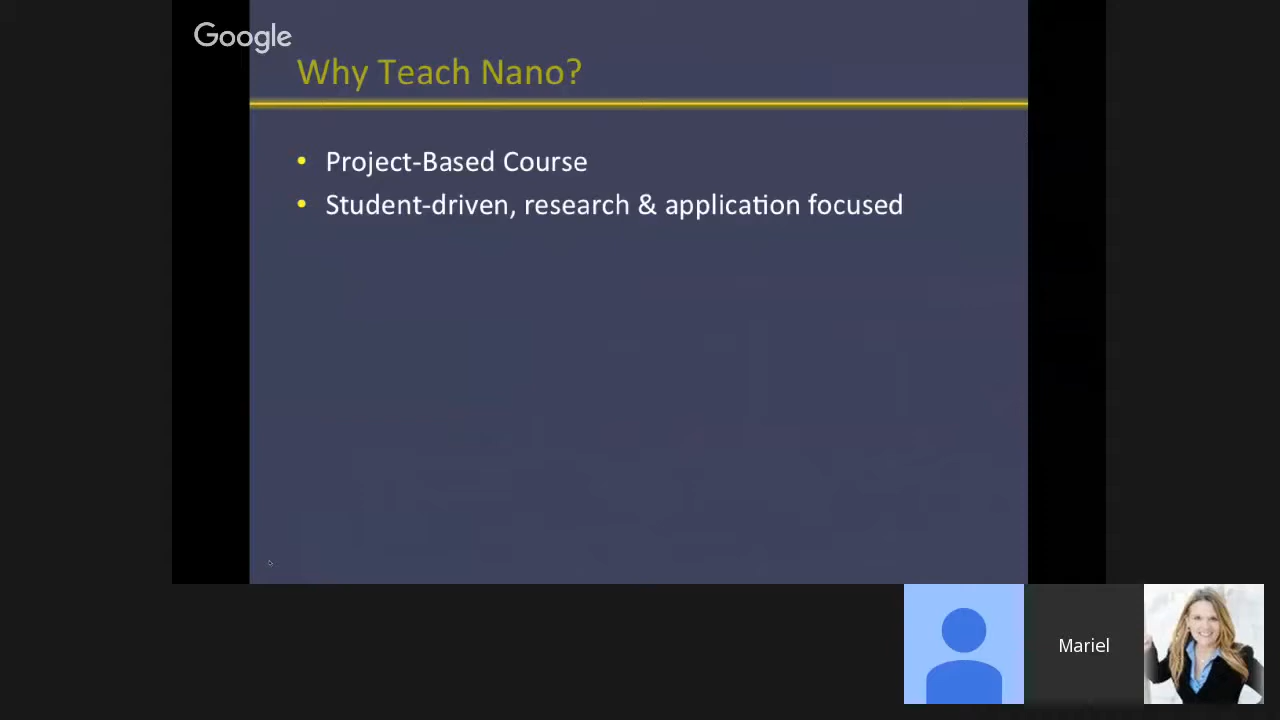 Google
Why Teach Nano?
• Project-Based Course
• Student-driven, research & application focused
Mariel